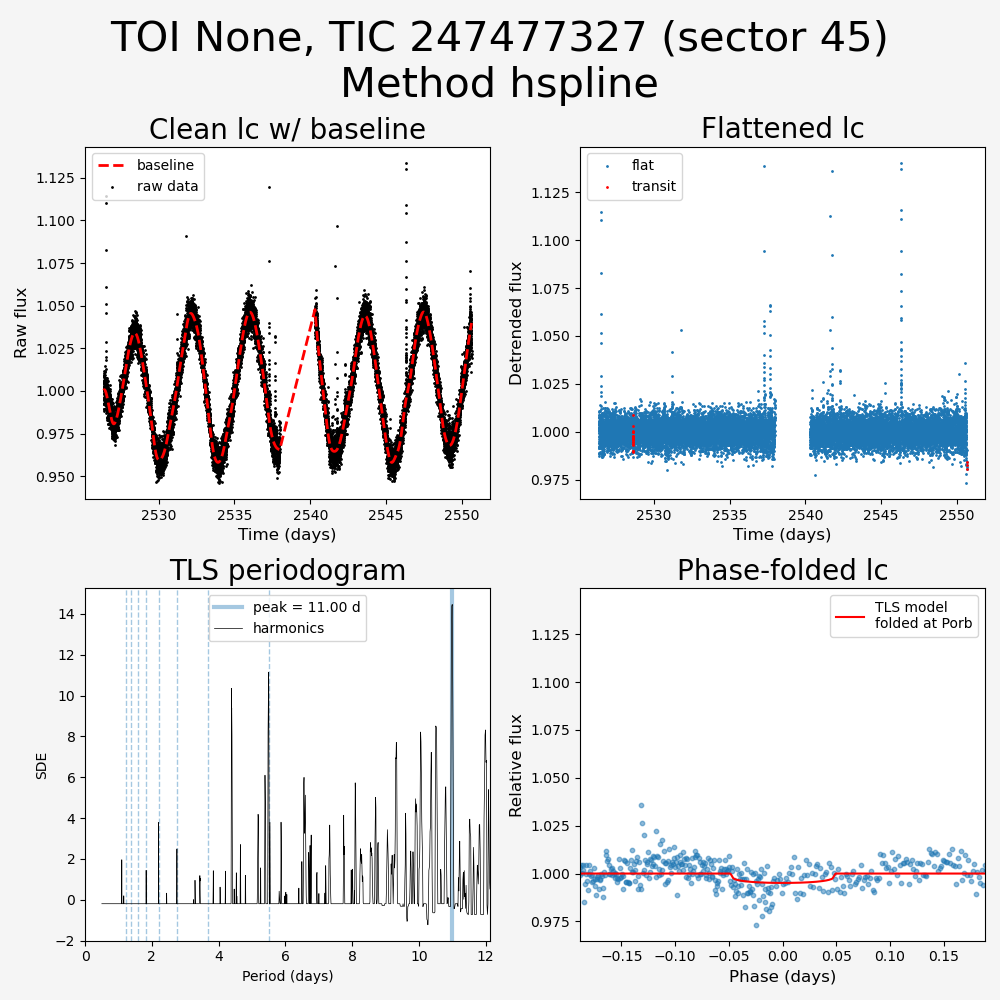 TOI None, TIC 247477327 (sector 45)
Method hspline
Clean lc w/ baseline
baseline
raw data
1.125
1.100
1.075
1.050
1.025
1.000
0.975
0.950
Raw flux
2530
2535
2540
2545
2550
Time (days)
Flattened lc
flat
transit
1.125
1.100
1.075
1.050
1.025
1.000
0.975
Detrended flux
2530
2535
2540
2545
2550
Time (days)
TLS periodogram
peak = 11.00 d
harmonics
14
12
10
8
6
4
2
0
−2
SDE
0
2
4
6
8
10
12
Period (days)
Phase-folded lc
TLS model
folded at Porb
1.125
1.100
1.075
1.050
1.025
1.000
0.975
Relative flux
−0.15
−0.10
−0.05
0.00
0.05
0.10
0.15
Phase (days)